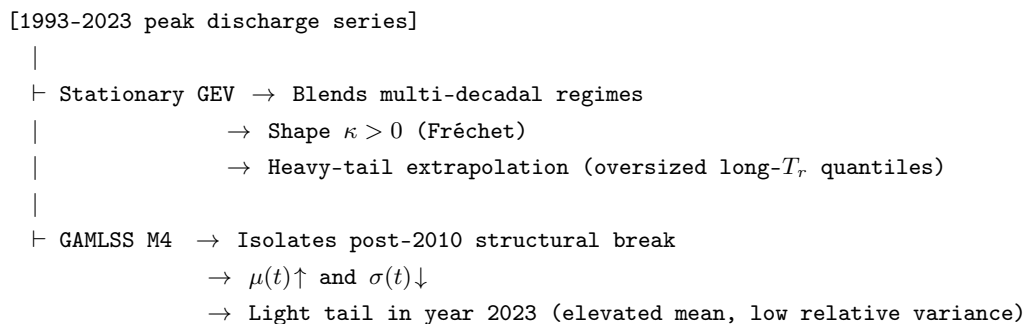 [1993-2023 peak discharge series]
|
⊢ Stationary GEV → Blends multi-decadal regimes
| → Shape κ > 0 (Fréchet)
| → Heavy-tail extrapolation (oversized long-Tᵣ quantiles)
|
⊢ GAMLSS M4 → Isolates post-2010 structural break
→ μ(t)↑ and σ(t)↓
→ Light tail in year 2023 (elevated mean, low relative variance)